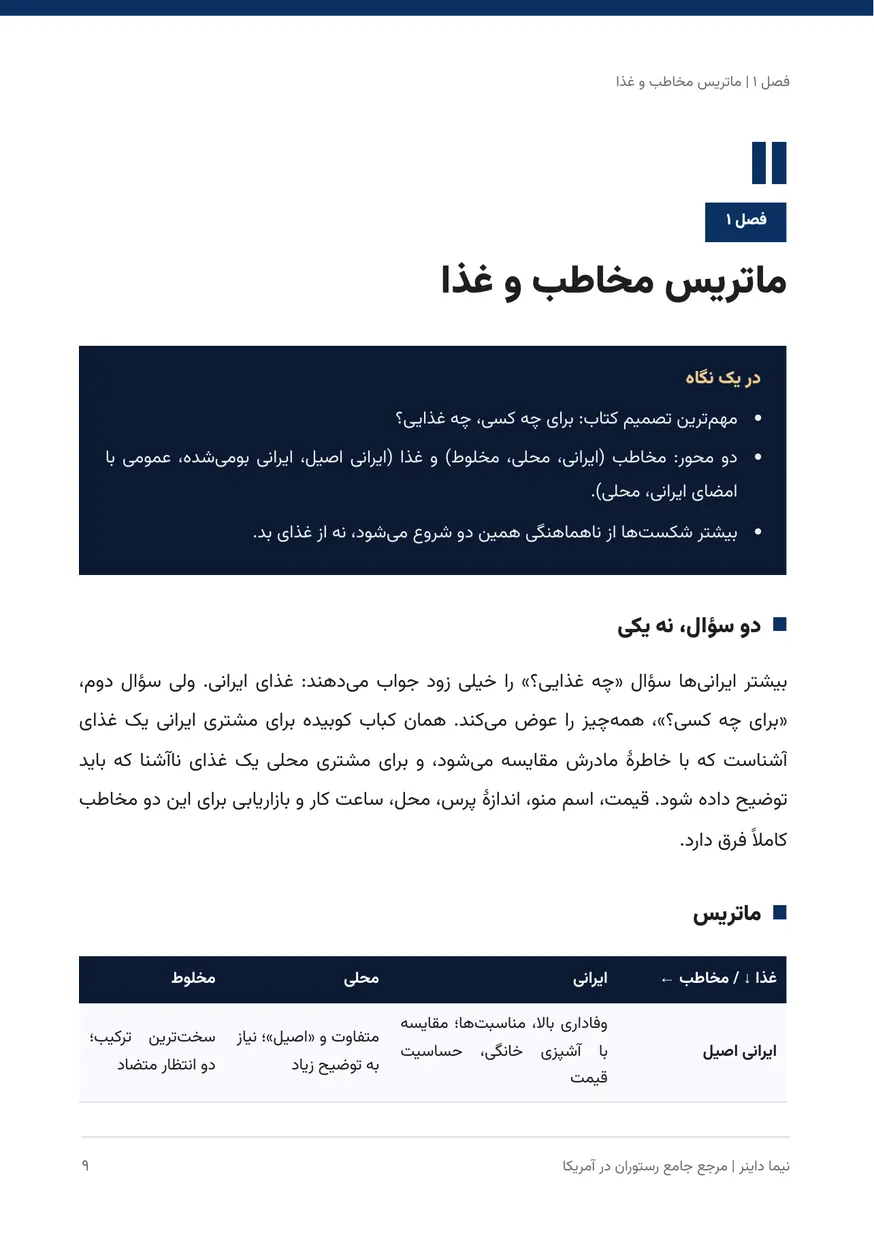 فصل ۱ | ماتریس مخاطب و غذا
فصل ۱
ماتریس مخاطب و غذا
در یک نگاه
• مهم‌ترین تصمیم کتاب: برای چه کسی، چه غذایی؟
• دو محور: مخاطب (ایرانی، محلی، مخلوط) و غذا (ایرانی اصیل، ایرانی بومی‌شده، عمومی با
امضای ایرانی، محلی).
• بیشتر شکست‌ها از ناهماهنگی همین دو شروع می‌شود، نه از غذای بد.
دو سؤال، نه یکی
بیشتر ایرانی‌ها سؤال «چه غذایی؟» را خیلی زود جواب می‌دهند: غذای ایرانی. ولی سؤال دوم،
«برای چه کسی؟»، همه‌چیز را عوض می‌کند. همان کباب کوبیده برای مشتری ایرانی یک غذای
آشناست که با خاطرهٔ مادرش مقایسه می‌شود، و برای مشتری محلی یک غذای ناآشنا که باید
توضیح داده شود. قیمت، اسم منو، اندازهٔ پرس، محل، ساعت کار و بازاریابی برای این دو مخاطب
کاملاً فرق دارد.
ماتریس
غذا ↓ / مخاطب ← ایرانی محلی مخلوط
ایرانی اصیل
وفاداری بالا، مناسبت‌ها؛ مقایسه
با آشپزی خانگی، حساسیت
قیمت
متفاوت و «اصیل»؛ نیاز
به توضیح زیاد
سخت‌ترین ترکیب؛
دو انتظار متضاد
نیما داینر | مرجع جامع رستوران در آمریکا
۹